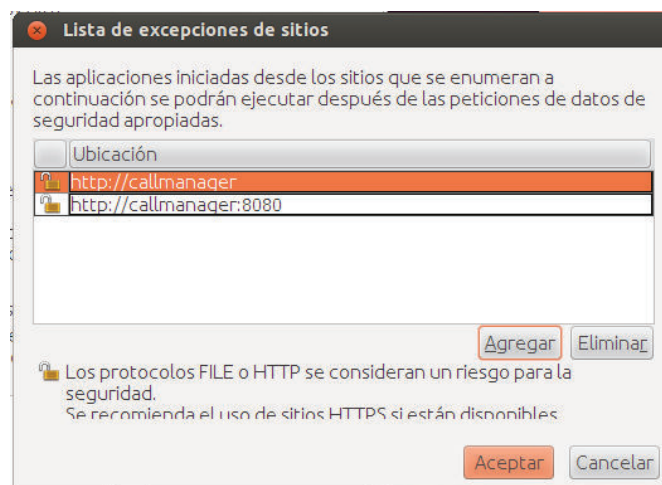 Lista de excepciones de sitios
Las aplicaciones iniciadas desde los sitios que se enumeran a
continuación se podrán ejecutar después de las peticiones de datos de
seguridad apropiadas.
Ubicación
http://callmanager
http://callmanager:8080
Agregar Eliminar
Los protocolos FILE o HTTP se consideran un riesgo para la
seguridad.
Se recomienda el uso de sitios HTTPS si están disponibles
Aceptar Cancelar